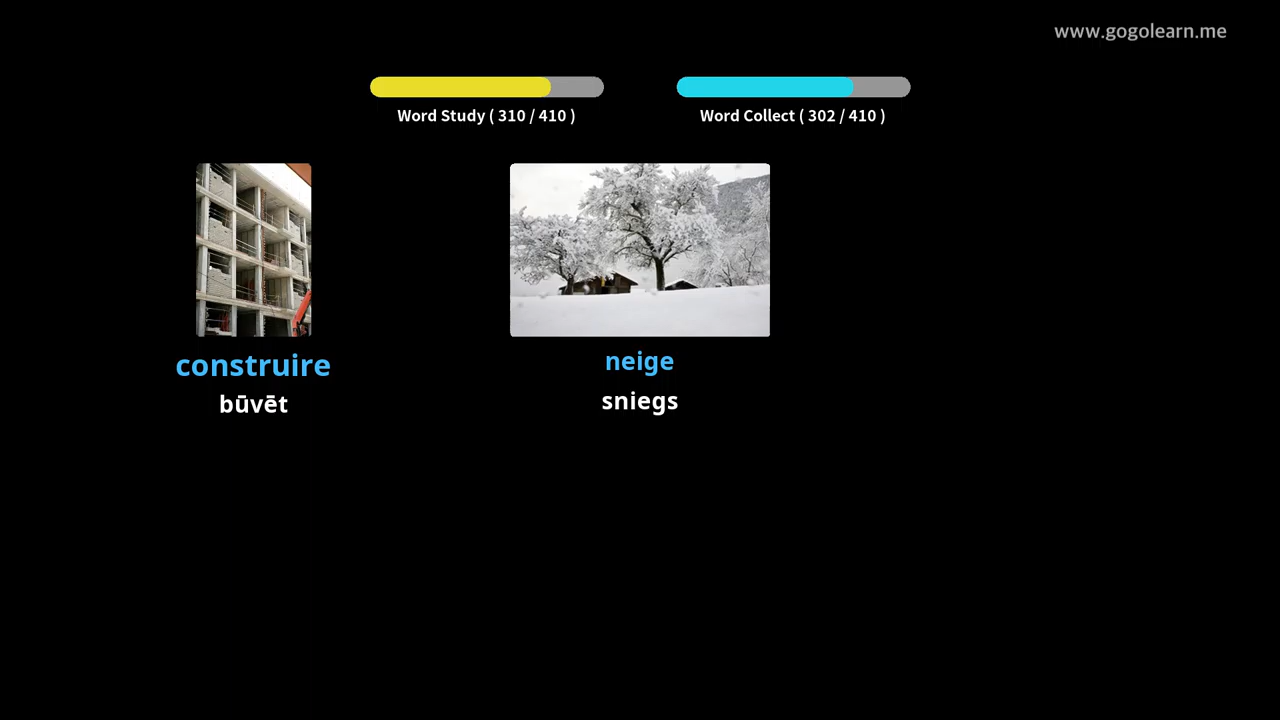 www.gogolearn.me
Word Study ( 310 / 410 )
Word Collect ( 302 / 410 )
construire
būvēt
neige
sniegs